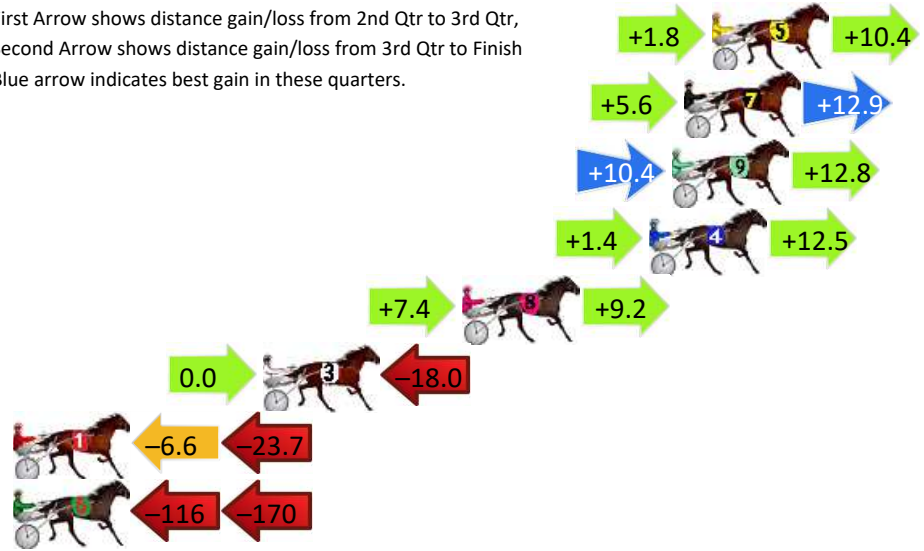 irst Arrow shows distance gain/loss from 2nd Qtr to 3rd Qtr,
econd Arrow shows distance gain/loss from 3rd Qtr to Finish
lue arrow indicates best gain in these quarters.
+1.8 5 +10.4
+5.6 7 +12.9
+10.4 9 +12.8
+1.4 4 +12.5
+7.4 8 +9.2
0.0 3 –18.0
1 –6.6 –23.7
–116 –170